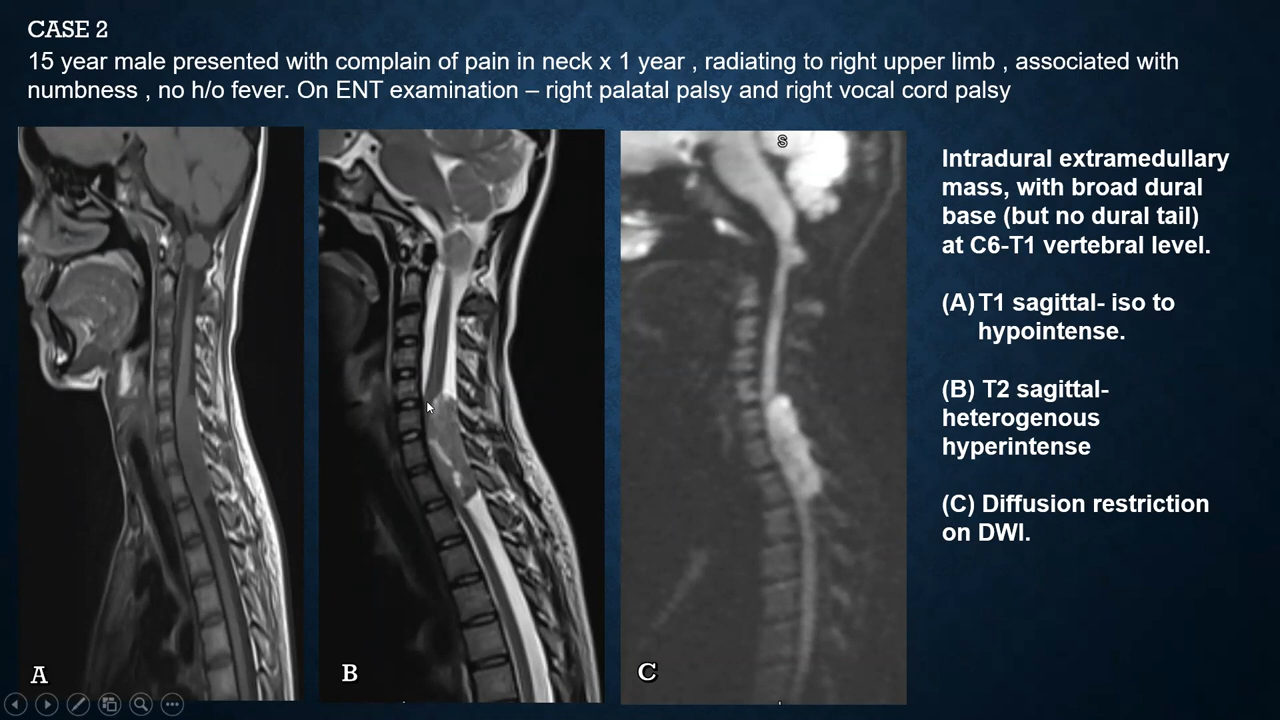 CASE 2
15 year male presented with complain of pain in neck x 1 year , radiating to right upper limb , associated with
numbness , no h/o fever. On ENT examination – right palatal palsy and right vocal cord palsy
S
Intradural extramedullary
mass, with broad dural
base (but no dural tail)
at C6-T1 vertebral level.
(A) T1 sagittal- iso to
hypointense.
(B) T2 sagittal-
heterogenous
hyperintense
(C) Diffusion restriction
on DWI.
A
B
C